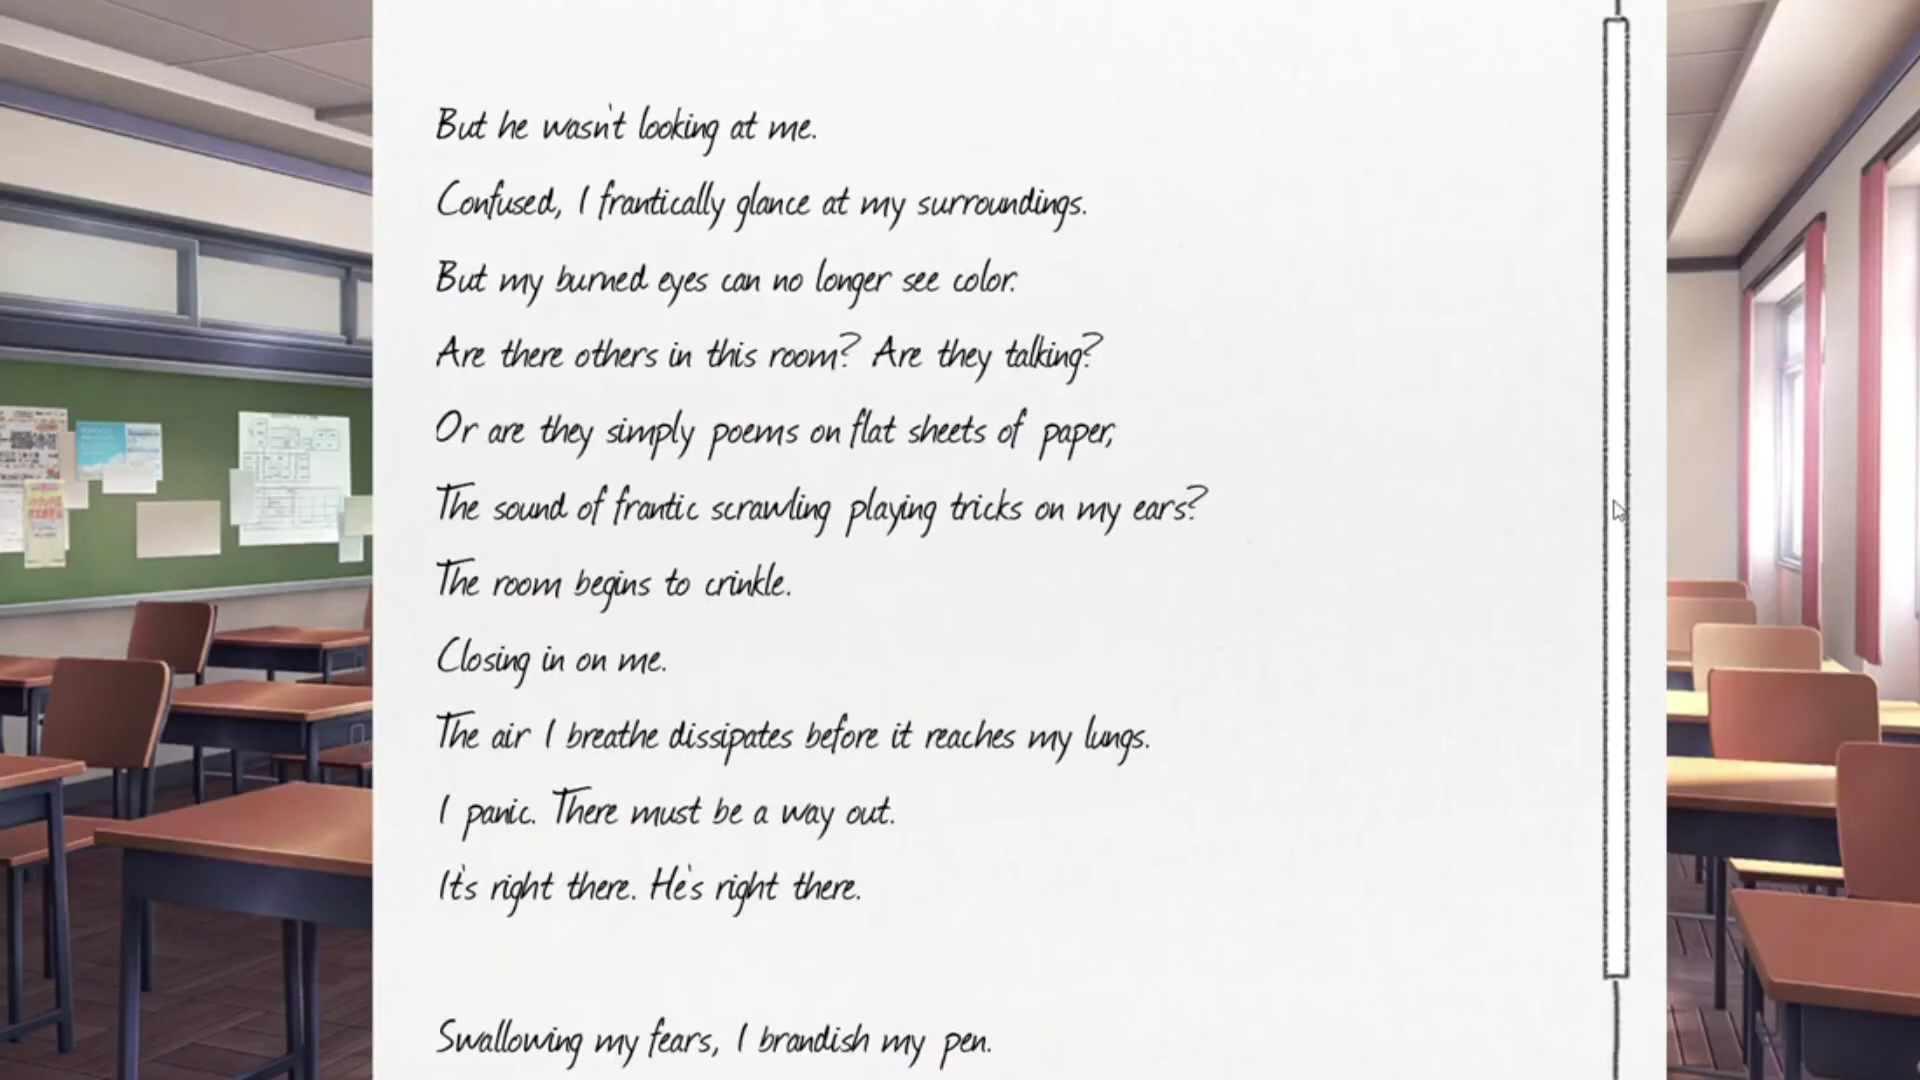 But he wasn't looking at me.
Confused, I frantically glance at my surroundings.
But my burned eyes can no longer see color.
Are there others in this room? Are they talking?
Or are they simply poems on flat sheets of paper,
The sound of frantic scrawling playing tricks on my ears?
The room begins to crinkle.
Closing in on me.
The air I breathe dissipates before it reaches my lungs.
I panic. There must be a way out.
It's right there. He's right there.
Swallowing my fears, I brandish my pen.